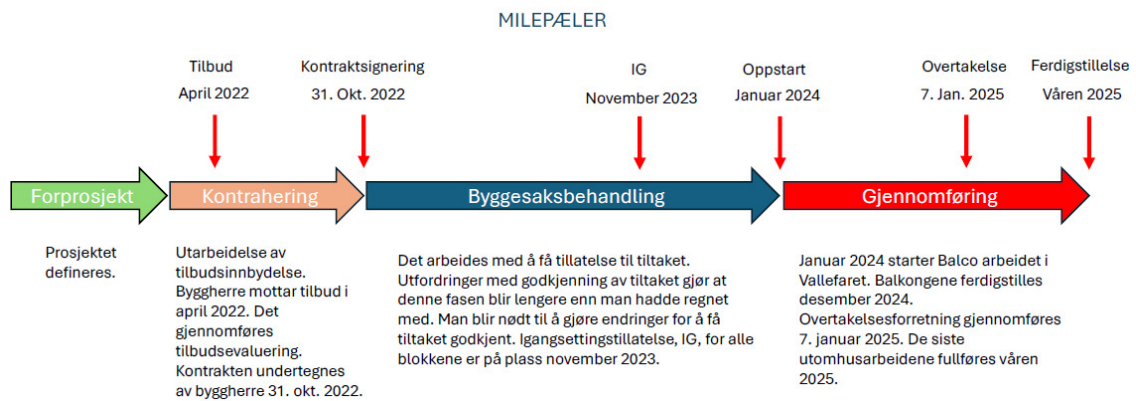 MILEPÆLER
Tilbud
April 2022
Kontraktsignering
31. Okt. 2022
IG
November 2023
Oppstart
Januar 2024
Overtakelse
7. Jan. 2025
Ferdigstillelse
Våren 2025
Forprosjekt
Kontrahering
Byggesaksbehandling
Gjennomføring
Prosjektet
defineres.
Utarbeidelse av
tilbudsinnbydelse.
Byggherre mottar tilbud i
april 2022. Det
gjennomføres
tilbudsevaluering.
Kontrakten undertegnes
av byggherre 31. okt. 2022.
Det arbeides med å få tillatelse til tiltaket.
Utfordringer med godkjenning av tiltaket gjør at
denne fasen blir lengere enn man hadde regnet
med. Man blir nødt til å gjøre endringer for å få
tiltaket godkjent. Igangsettingstillatelse, IG, for alle
blokkene er på plass november 2023.
Januar 2024 starter Balco arbeidet i
Vallefaret. Balkongene ferdigstilles
desember 2024.
Overtakelsesforretning gjennomføres
7. januar 2025. De siste
utomhusarbeidene fullføres våren
2025.